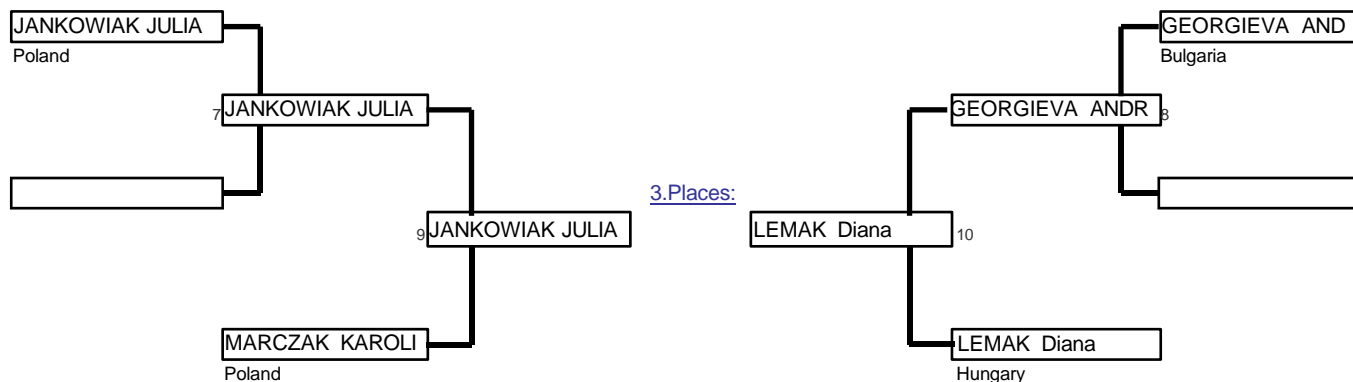 JANKOWIAK JULIA
Poland
7 JANKOWIAK JULIA
9 JANKOWIAK JULIA
MARCZAK KAROLI
Poland
3.Places:
GEORGIEVA AND
Bulgaria
GEORGIEVA ANDR 8
LEMAK Diana 10
LEMAK Diana
Hungary